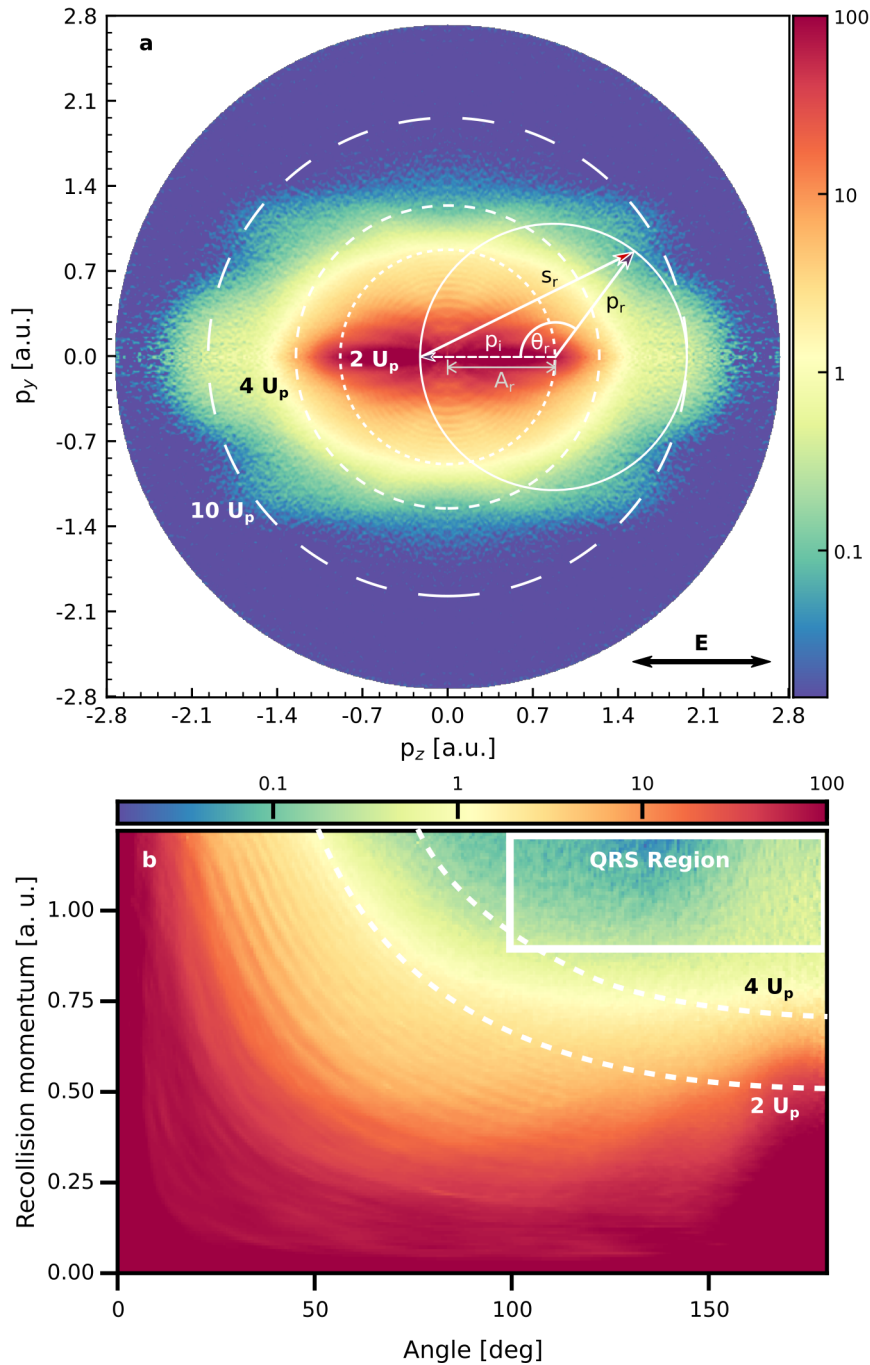 2.8
a
100
2.1
1.4
10
0.7
s_r
p_r
p_y [a.u.]
0.0
2 U_p
p_i
θ_r
1
4 U_p
A_r
-0.7
10 U_p
-1.4
0.1
-2.1
E
-2.8
-2.8 -2.1 -1.4 -0.7 0.0 0.7 1.4 2.1 2.8
p_z [a.u.]
0.1 1 10 100
b
QRS Region
1.00
4 U_p
0.75
0.50
2 U_p
0.25
0.00
Recollision momentum [a. u.]
0 50 100 150
Angle [deg]